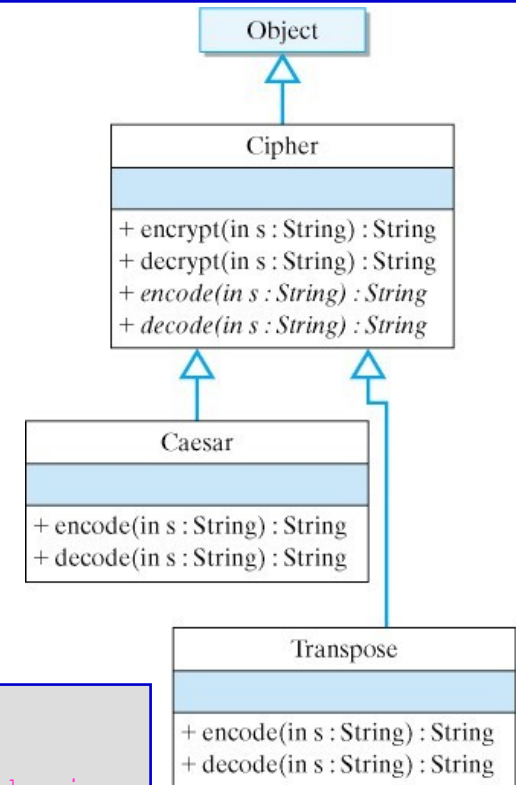 Object
Cipher
+ encrypt(in s : String) : String
+ decrypt(in s : String) : String
+ encode(in s : String) : String
+ decode(in s : String) : String
Caesar
+ encode(in s : String) : String
+ decode(in s : String) : String
Transpose
+ encode(in s : String) : String
+ decode(in s : String) : String